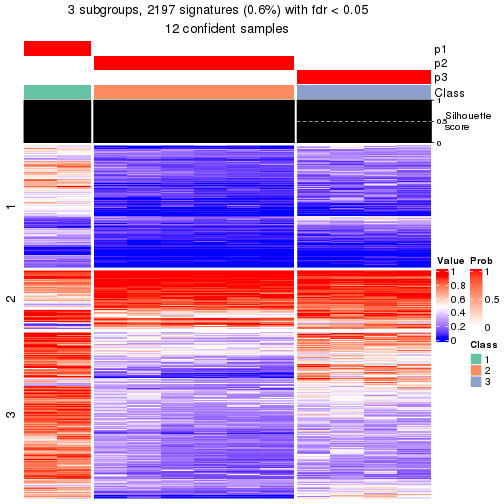 3 subgroups, 2197 signatures (0.6%) with fdr < 0.05
12 confident samples
p1
p2
p3
Class
1
0.5
0
Silhouette
score
1
2
3
Value
1
0.8
0.6
0.4
0.2
0
Prob
1
0.5
0
Class
1
2
3